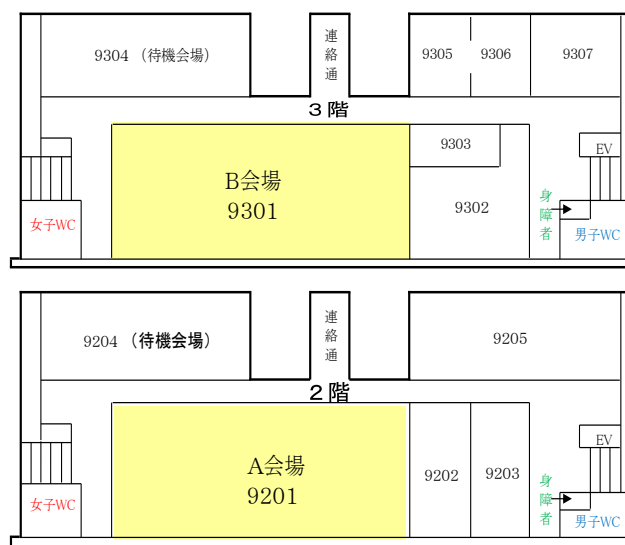 9304 （待機会場）
連絡通
9305
9306
9307
３階
9303
EV
B会場
9301
9302
身障者
女子WC
男子WC
9204 （待機会場）
連絡通
9205
２階
EV
A会場
9201
9202
9203
身障者
女子WC
男子WC